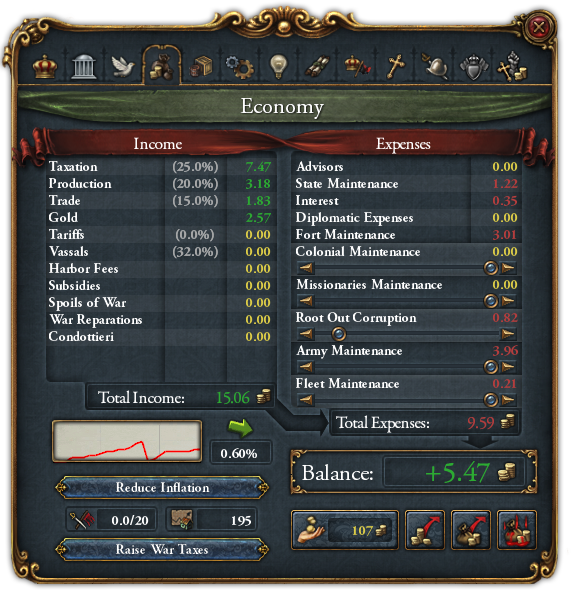 Economy
Income
Taxation (25.0%) 7.47
Production (20.0%) 3.18
Trade (15.0%) 1.83
Gold 2.57
Tariffs (0.0%) 0.00
Vassals (32.0%) 0.00
Harbor Fees 0.00
Subsidies 0.00
Spoils of War 0.00
War Reparations 0.00
Condottieri 0.00
Total Income: 15.06
Expenses
Advisors 0.00
State Maintenance 1.22
Interest 0.35
Diplomatic Expenses 0.00
Fort Maintenance 3.01
Colonial Maintenance 0.00
Missionaries Maintenance 0.00
Root Out Corruption 0.82
Army Maintenance 3.96
Fleet Maintenance 0.21
Total Expenses: 9.59
0.60%
Reduce Inflation
0.0/20 195
Raise War Taxes
Balance: +5.47
107